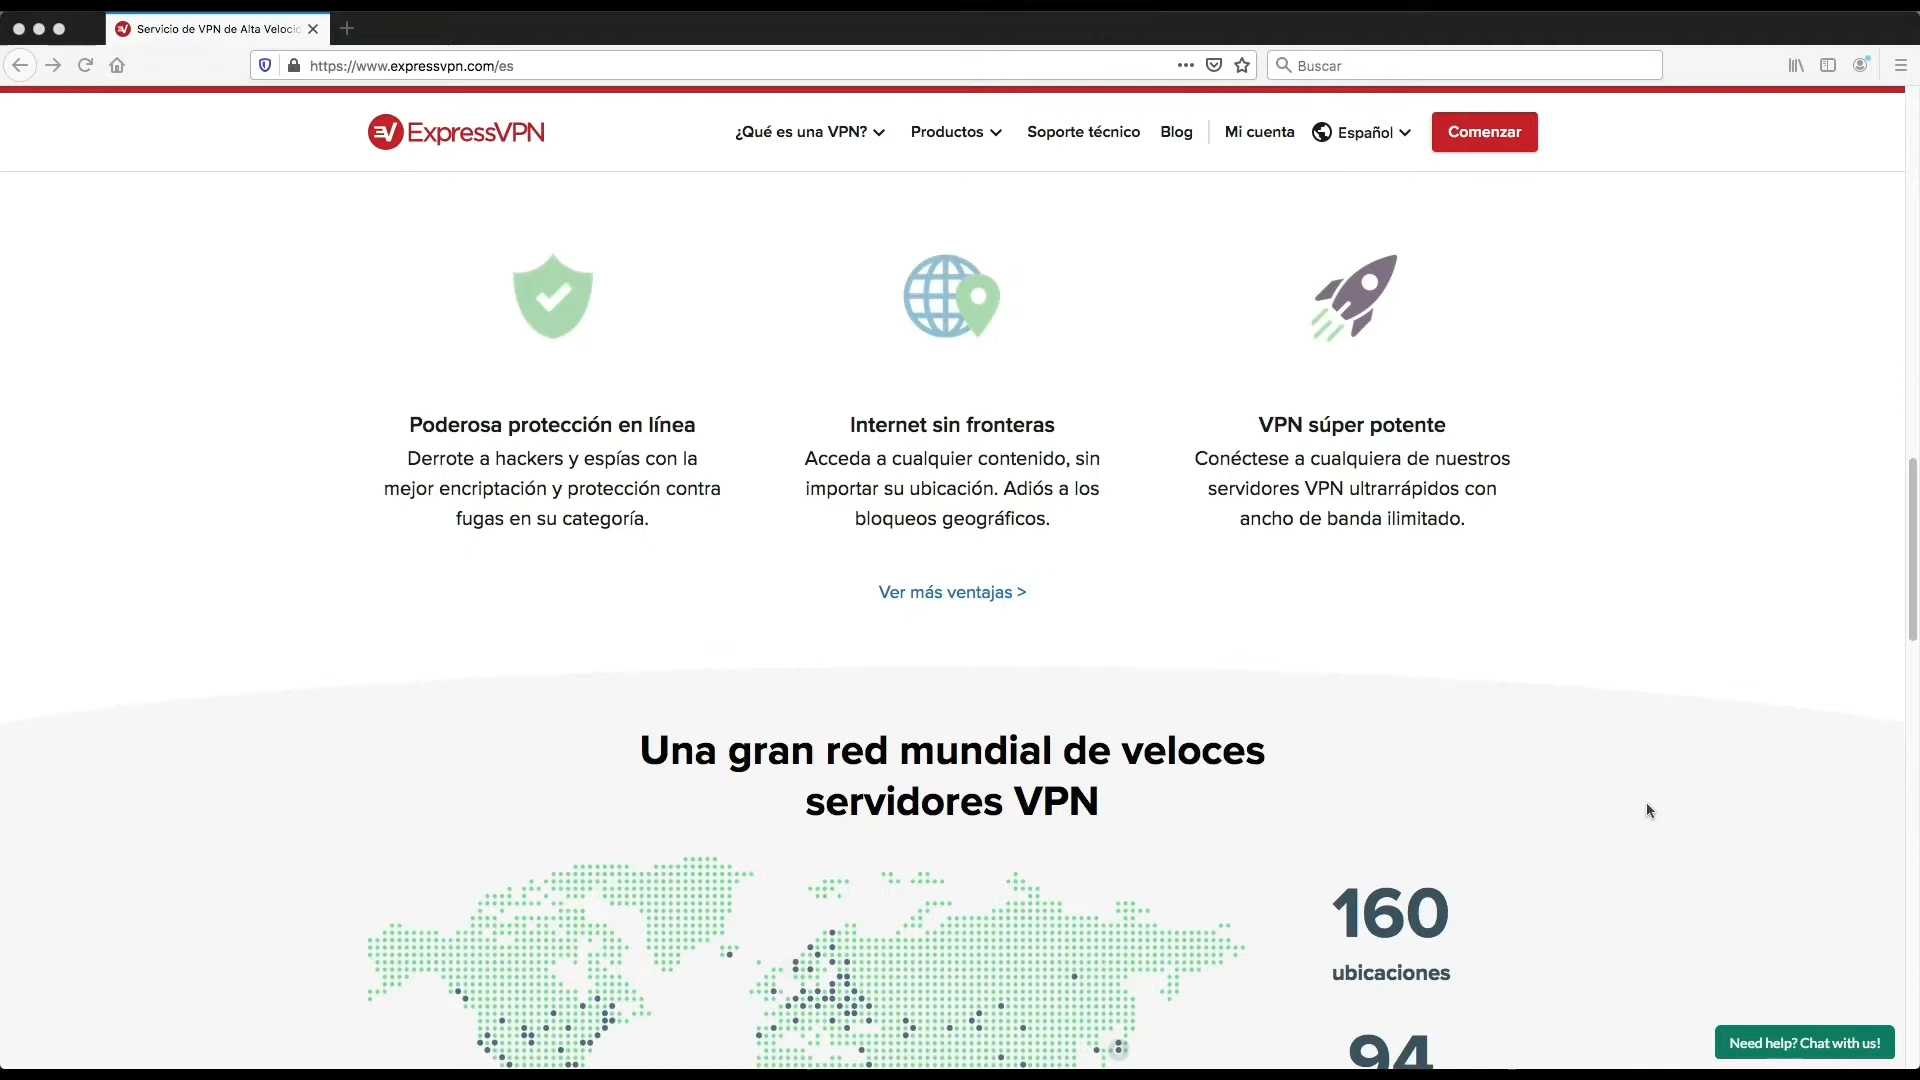 Servicio de VPN de Alta Veloci
https://www.expressvpn.com/es
Buscar
ExpressVPN
¿Qué es una VPN?
Productos
Soporte técnico
Blog
Mi cuenta
Español
Comenzar
Poderosa protección en línea
Derrote a hackers y espías con la
mejor encriptación y protección contra
fugas en su categoría.
Internet sin fronteras
Acceda a cualquier contenido, sin
importar su ubicación. Adiós a los
bloqueos geográficos.
VPN súper potente
Conéctese a cualquiera de nuestros
servidores VPN ultrarrápidos con
ancho de banda ilimitado.
Ver más ventajas >
Una gran red mundial de veloces
servidores VPN
160
ubicaciones
94
Need help? Chat with us!